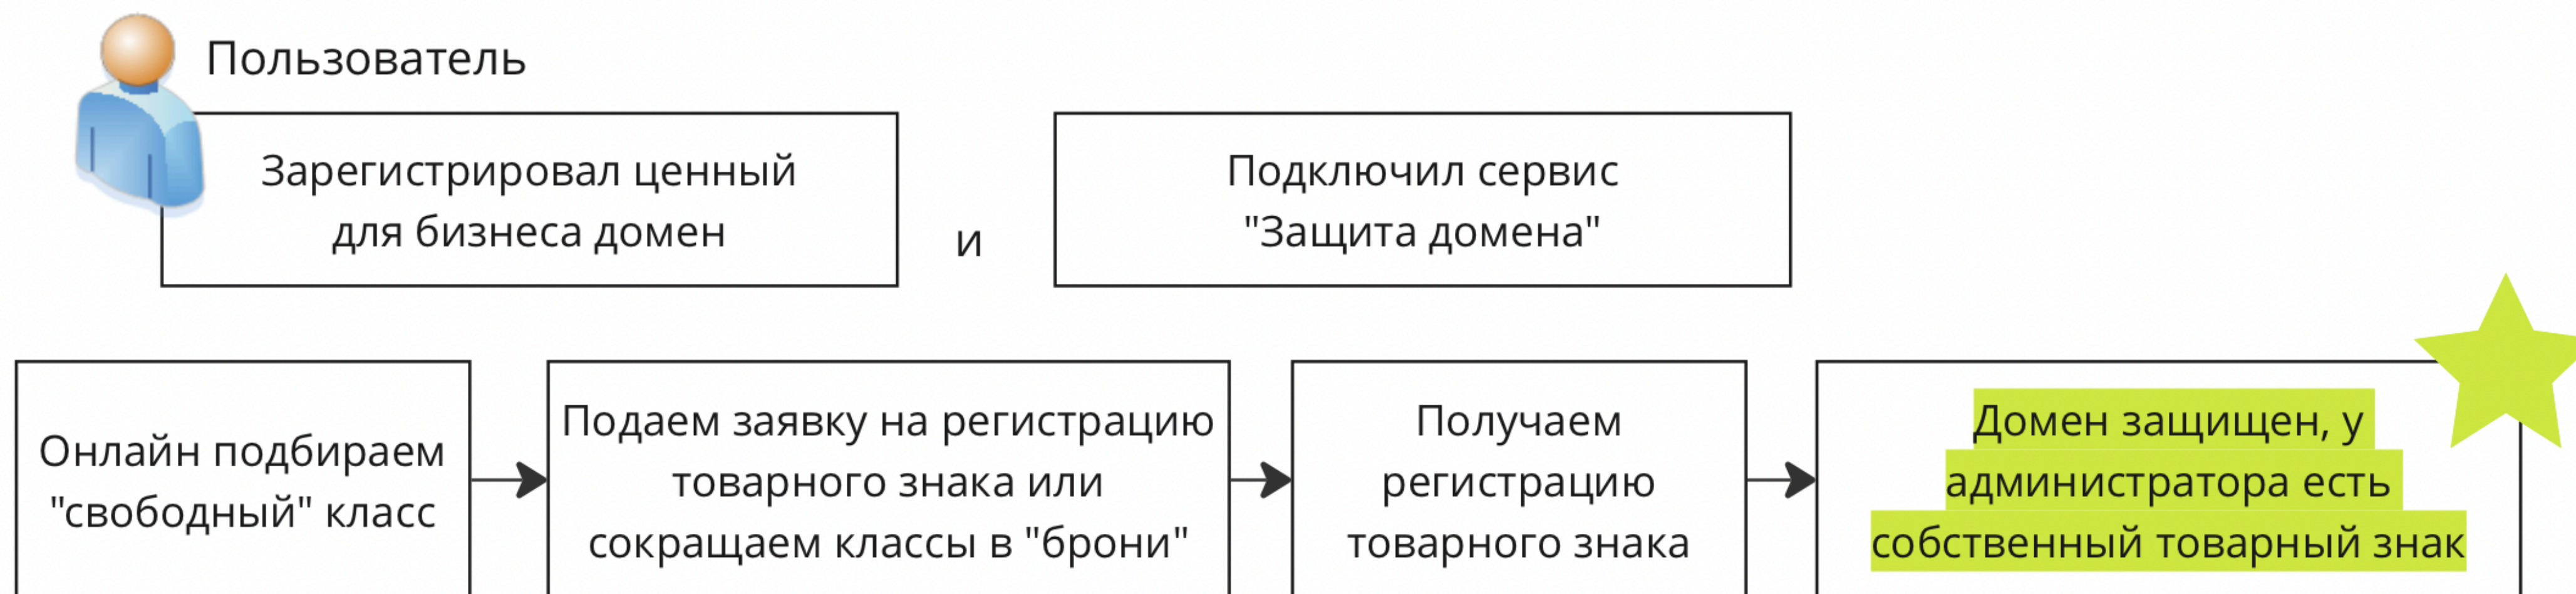 Пользователь
Зарегистрировал ценный
для бизнеса домен
и
Подключил сервис
"Защита домена"
Онлайн подбираем
"свободный" класс
Подаем заявку на регистрацию
товарного знака или
сокращаем классы в "брони"
Получаем
регистрацию
товарного знака
Домен защищен, у
администратора есть
собственный товарный знак